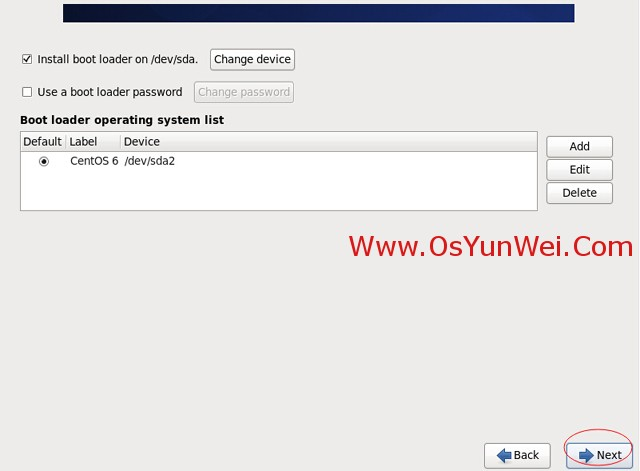 Install boot loader on /dev/sda. Change device
Use a boot loader password Change password
Boot loader operating system list
Default Label Device
CentOS 6 /dev/sda2
Add
Edit
Delete
Www.OsYunWei.Com
Back Next